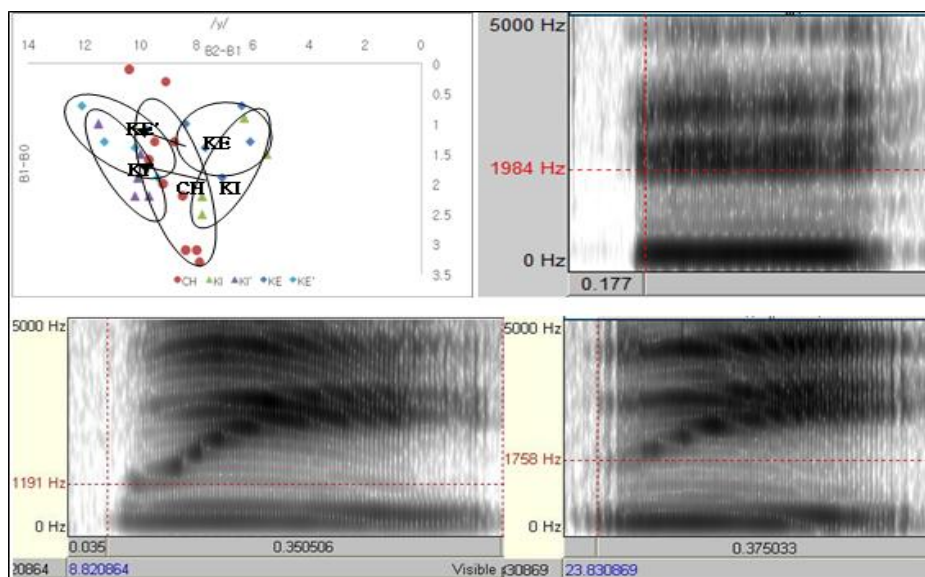 /y/
B2-B1
14 12 10 8 6 4 2 0
0
0.5
1
1.5
2
2.5
3
3.5
B1-B0
KE'
KE
CH
KI
CH KI KI' KE KE'
5000 Hz
1984 Hz
0 Hz
0.177
5000 Hz
1191 Hz
0 Hz
0.035 0.350506
20864 8.820864 Visible
5000 Hz
1758 Hz
0 Hz
0.375033
30869 23.830869